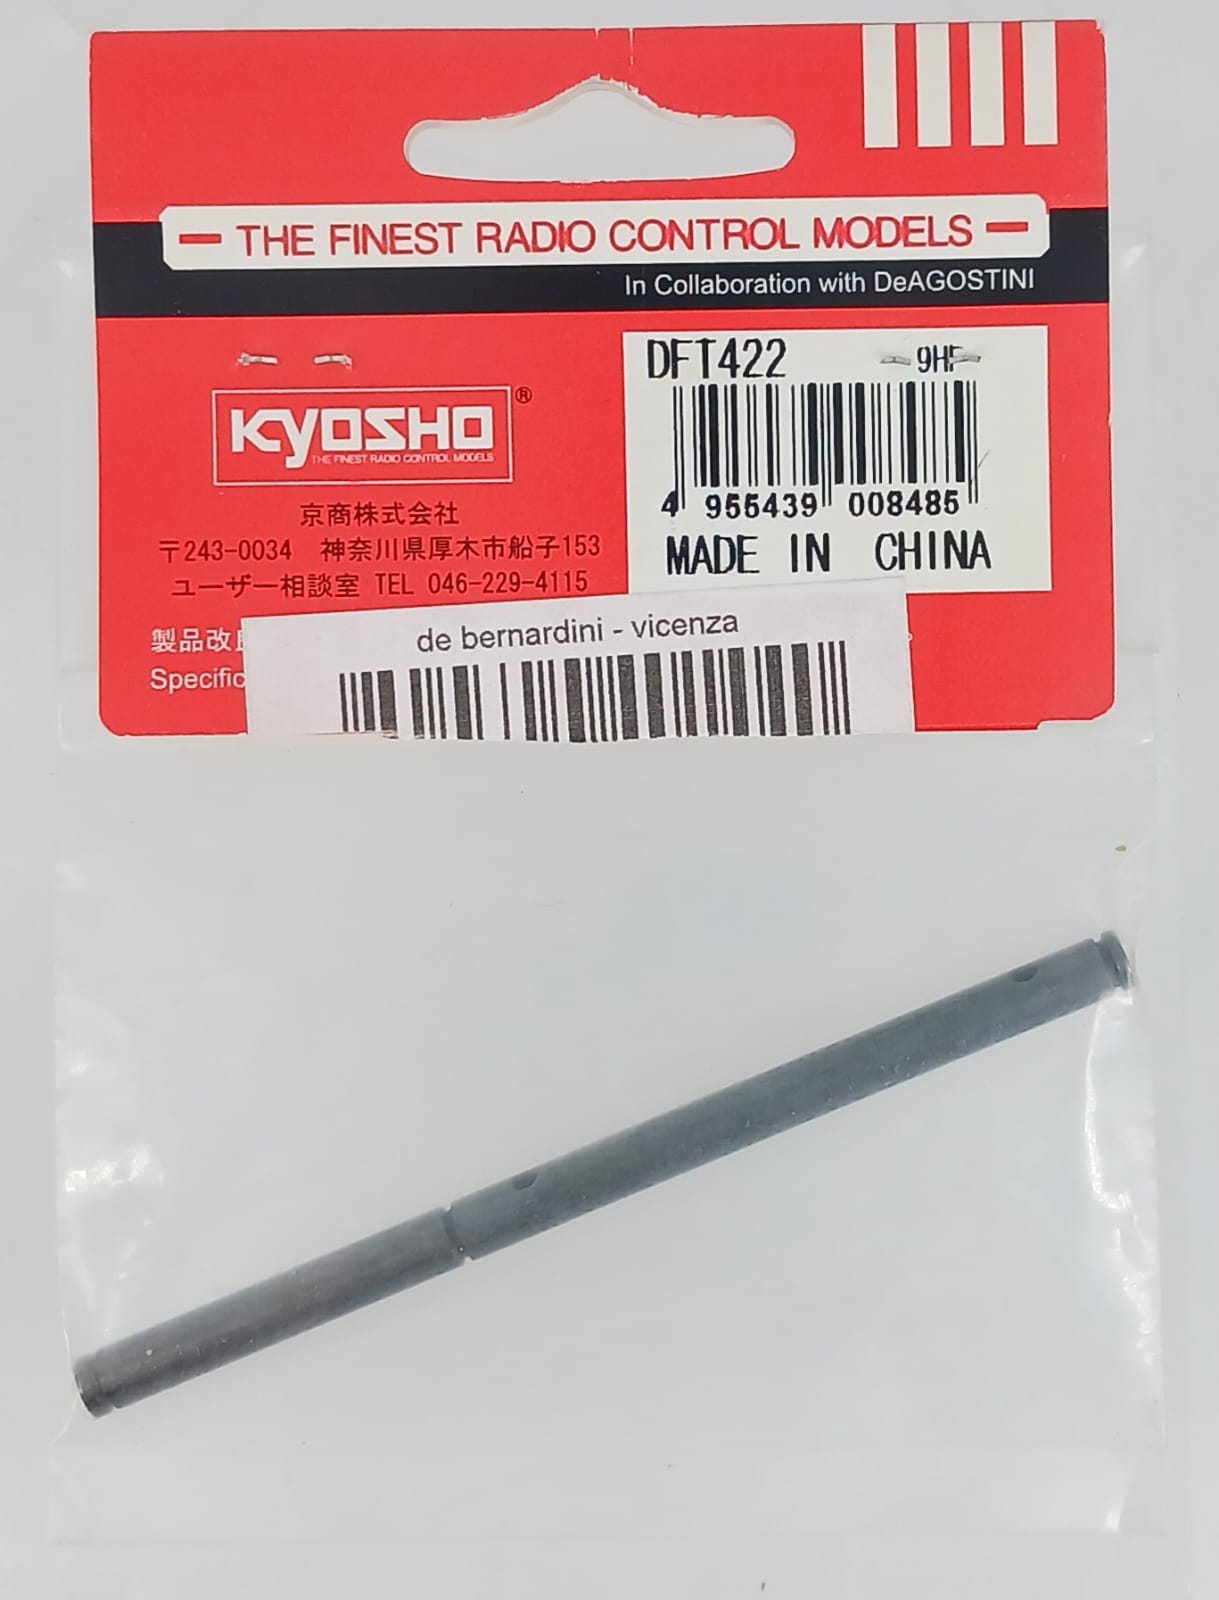 THE FINEST RADIO CONTROL MODELS
In Collaboration with DeAGOSTINI
DFT422
KYOSHO®
THE FINEST RADIO CONTROL MODELS
4 955439 008485
MADE IN CHINA
京商株式会社
〒243-0034 神奈川県厚木市船子153
ユーザー相談室 TEL 046-229-4115
製品改
de bernardini - vicenza